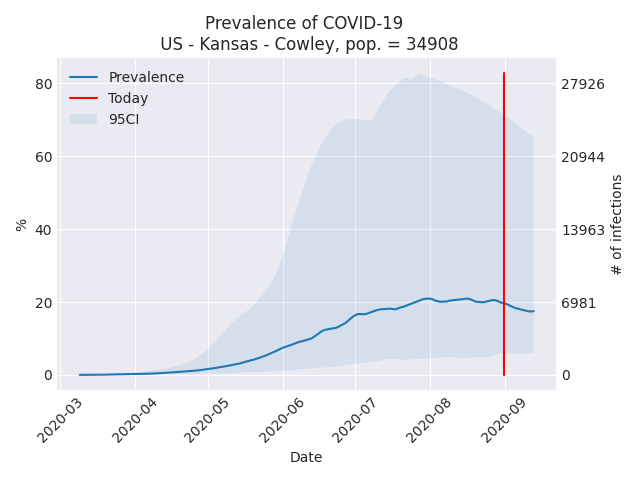 Prevalence of COVID-19
US - Kansas - Cowley, pop. = 34908
Prevalence
Today
95CI
80
60
40
20
0
%
27926
20944
13963
6981
0
# of infections
2020-03
2020-04
2020-05
2020-06
2020-07
2020-08
2020-09
Date